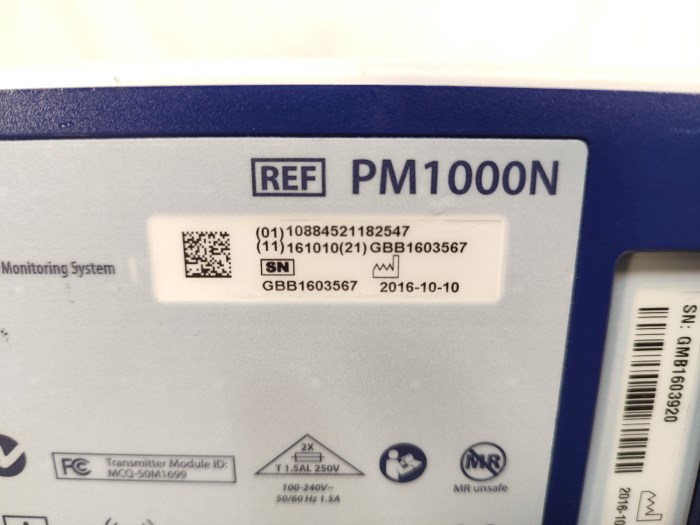 REF PM1000N
(01)10884521182547
(11)161010(21)GBB1603567
Monitoring System
SN
GBB1603567 2016-10-10
SN: GMB1603920
2016-10
2X
T 1.5AL 250V
100-240V~
50/60 Hz 1.5A
FC Transmitter Module ID:
MCQ-50M1699
MR
MR unsafe